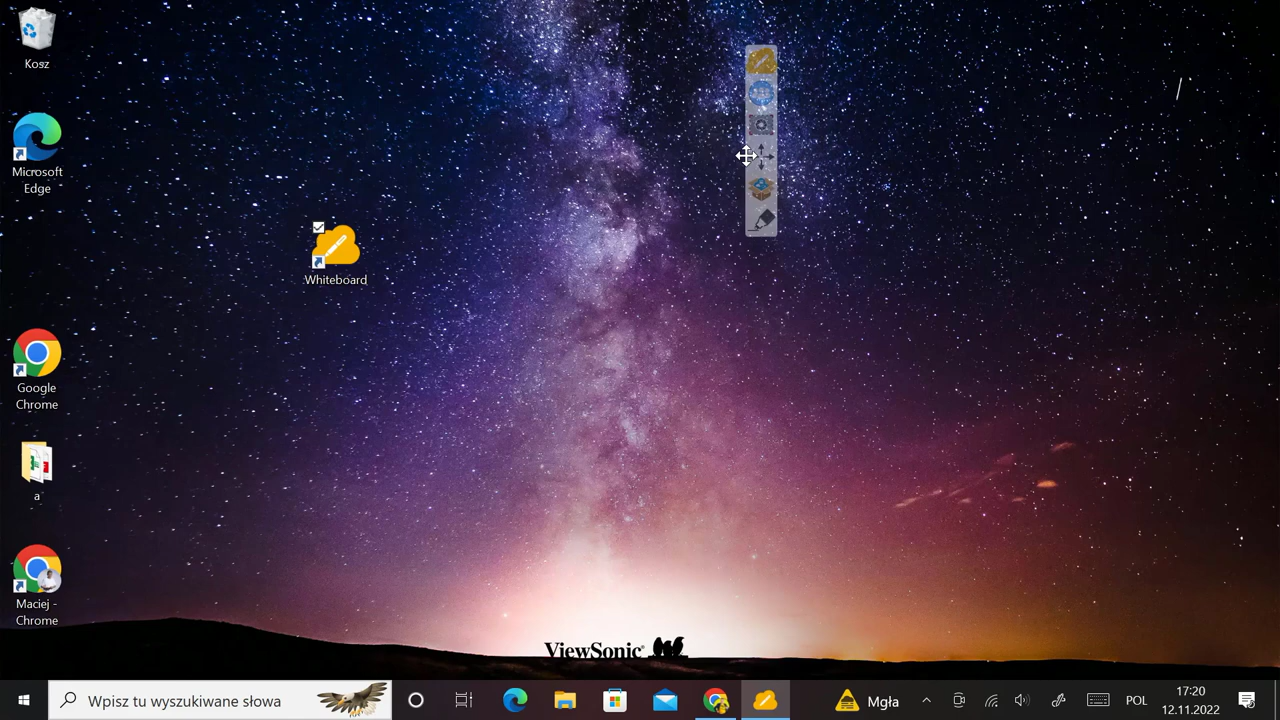 Kosz
Microsoft
Edge
Whiteboard
Google
Chrome
a
Maciej -
Chrome
ViewSonic®
Wpisz tu wyszukiwane słowa
Mgła
POL
17:20
12.11.2022